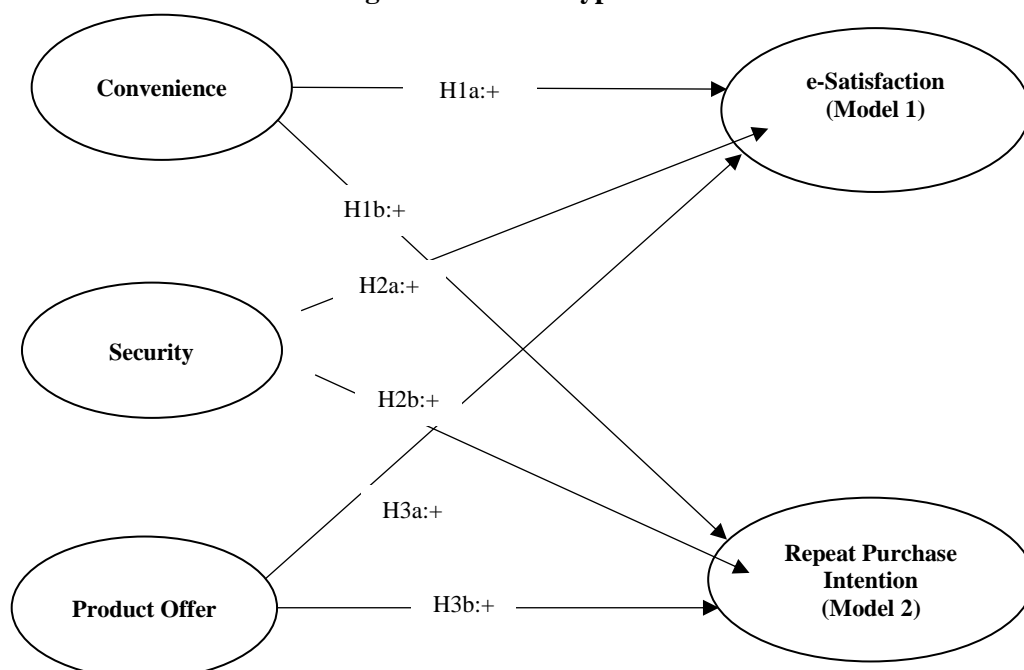 Convenience
H1a:+
e-Satisfaction
(Model 1)
H1b:+
H2a:+
Security
H2b:+
H3a:+
Repeat Purchase
Intention
(Model 2)
Product Offer
H3b:+